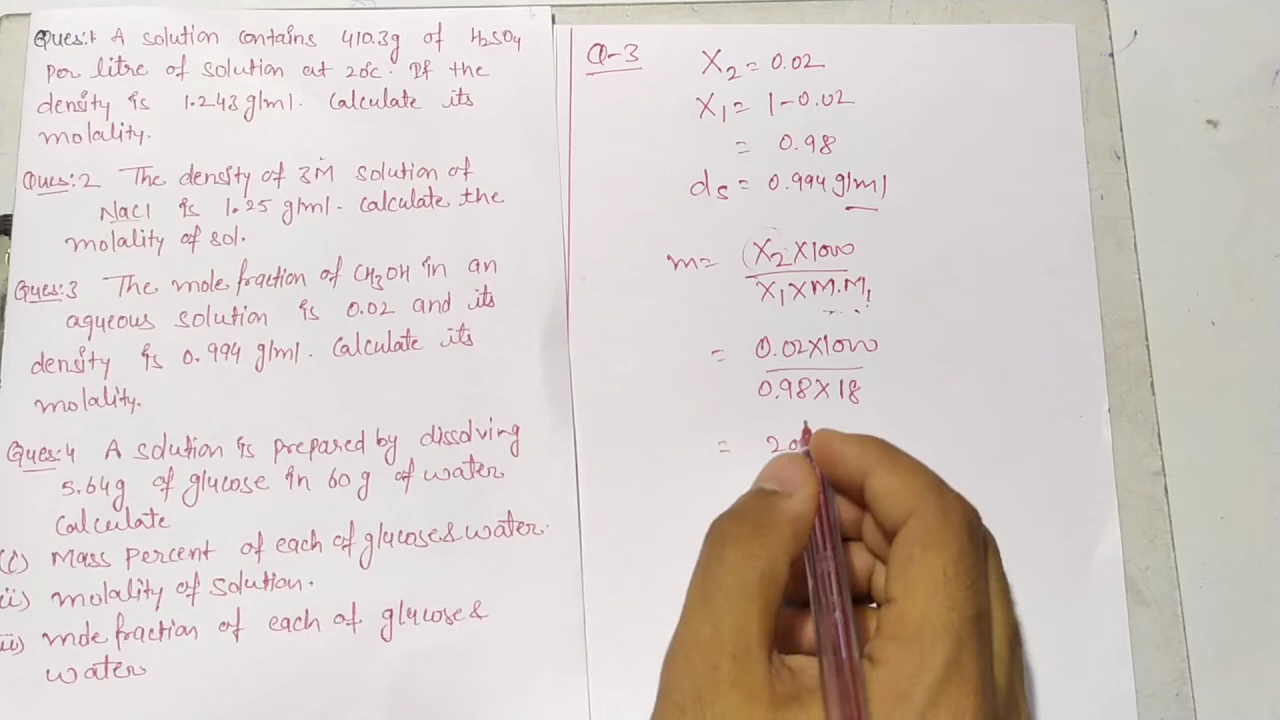 Ques:1 A solution contains 410.3g of H2SO4
per litre of solution at 20c. If the
density is 1.243 g/ml. Calculate its
molality.
Ques:2 The density of 3M solution of
NaCl is 1.25 g/ml. calculate the
molality of sol.
Ques:3 The mole fraction of CH3OH in an
aqueous solution is 0.02 and its
density is 0.994 g/ml. Calculate its
molality.
Ques:4 A solution is prepared by dissolving
5.64g of glucose in 60 g of water
Calculate
(i) Mass percent of each of glucose & water.
ii) molality of solution.
iii) mole fraction of each of glucose &
water
Q-3
X2 = 0.02
X1 = 1-0.02
= 0.98
ds = 0.994 g/ml
m = X2 X 1000
X1 X M.M1
= 0.02X1000
0.98 X 18
= 20